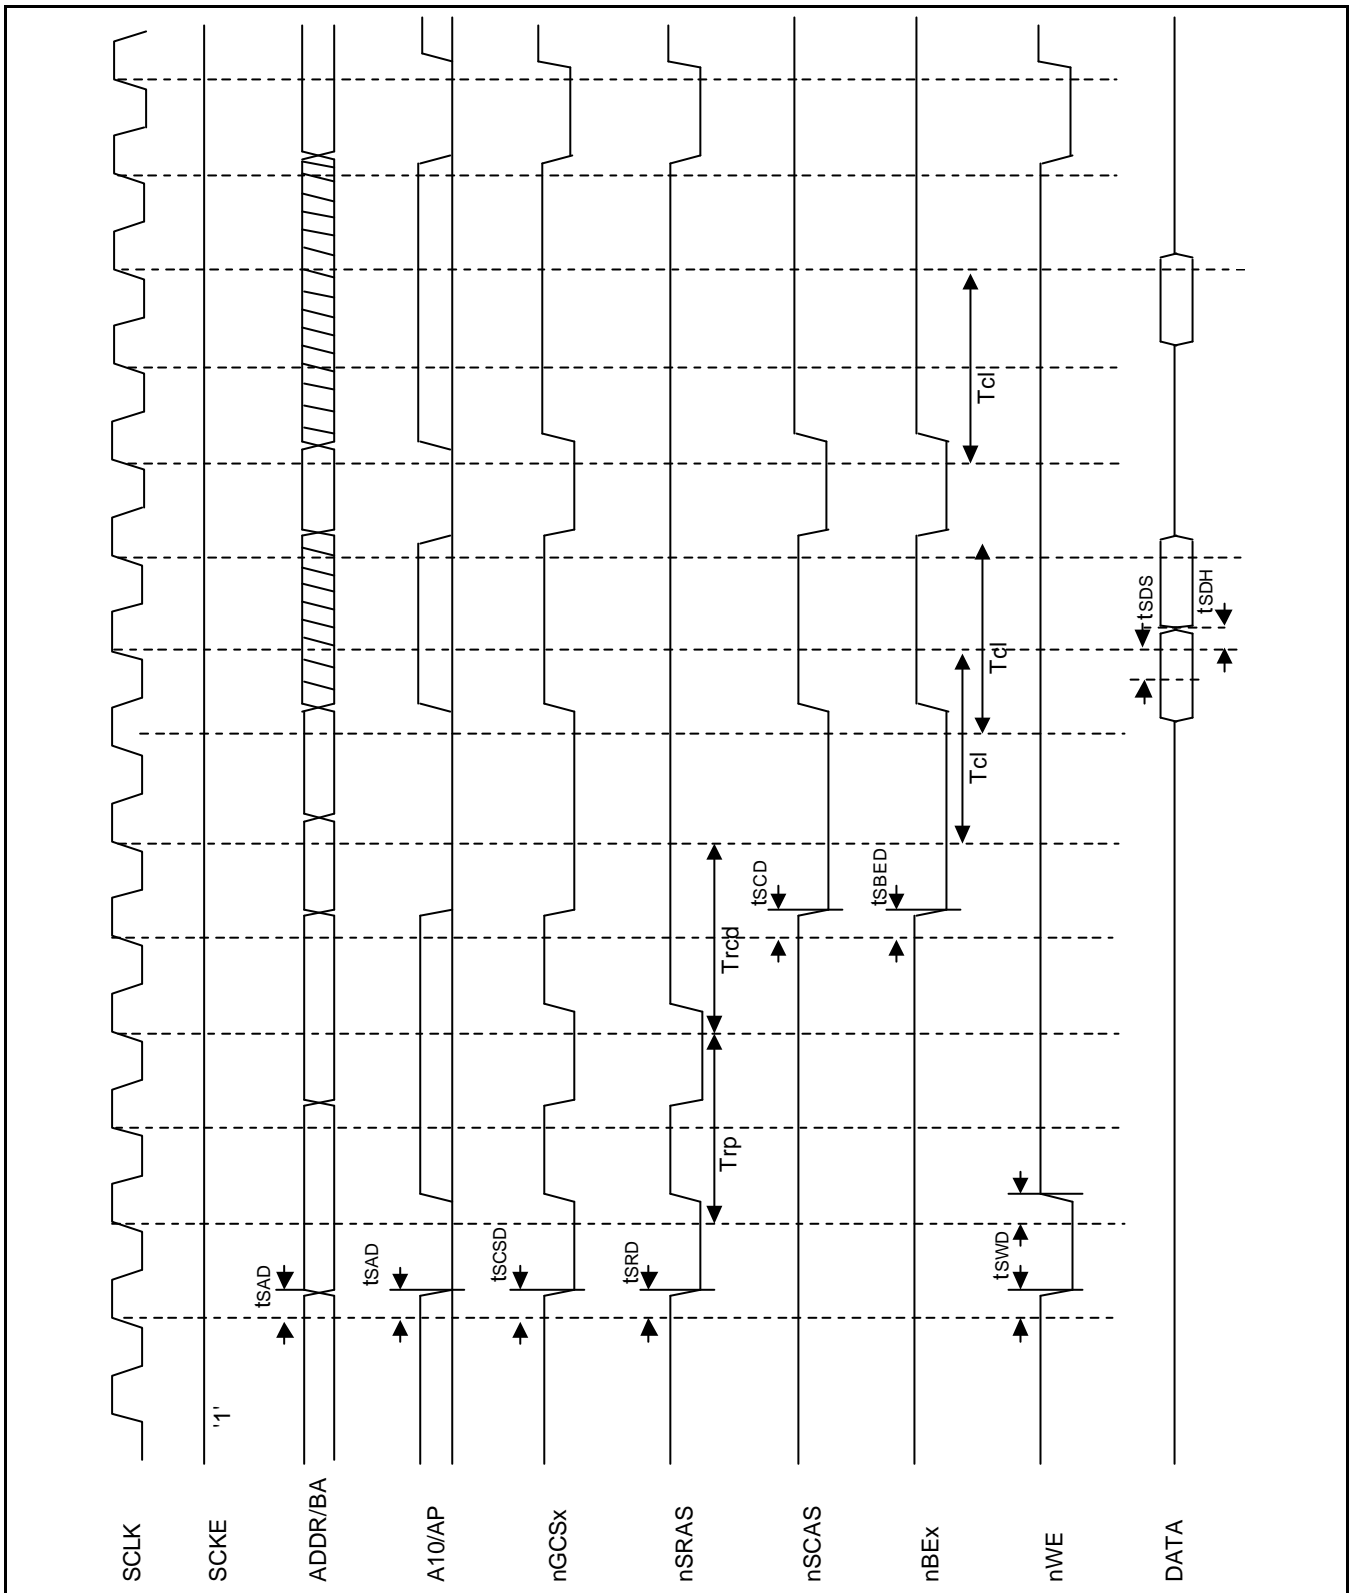 SCLK
SCKE
'1'
ADDR/BA
tSAD
A10/AP
tSAD
nGCSx
tSCSD
nSRAS
tSRD
Trp
Trcd
nSCAS
tSCD
nBEx
tSBED
Tcl
Tcl
Tcl
nWE
tSWD
DATA
tSDS
tSDH